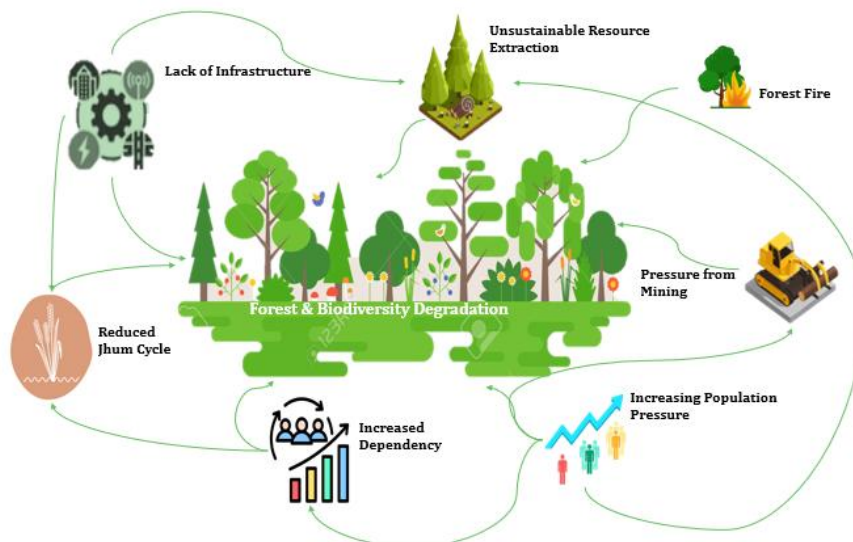 Unsustainable Resource
Extraction
Lack of Infrastructure
Forest Fire
Pressure from
Mining
Forest & Biodiversity Degradation
Reduced
Jhum Cycle
Increasing Population
Pressure
Increased
Dependency